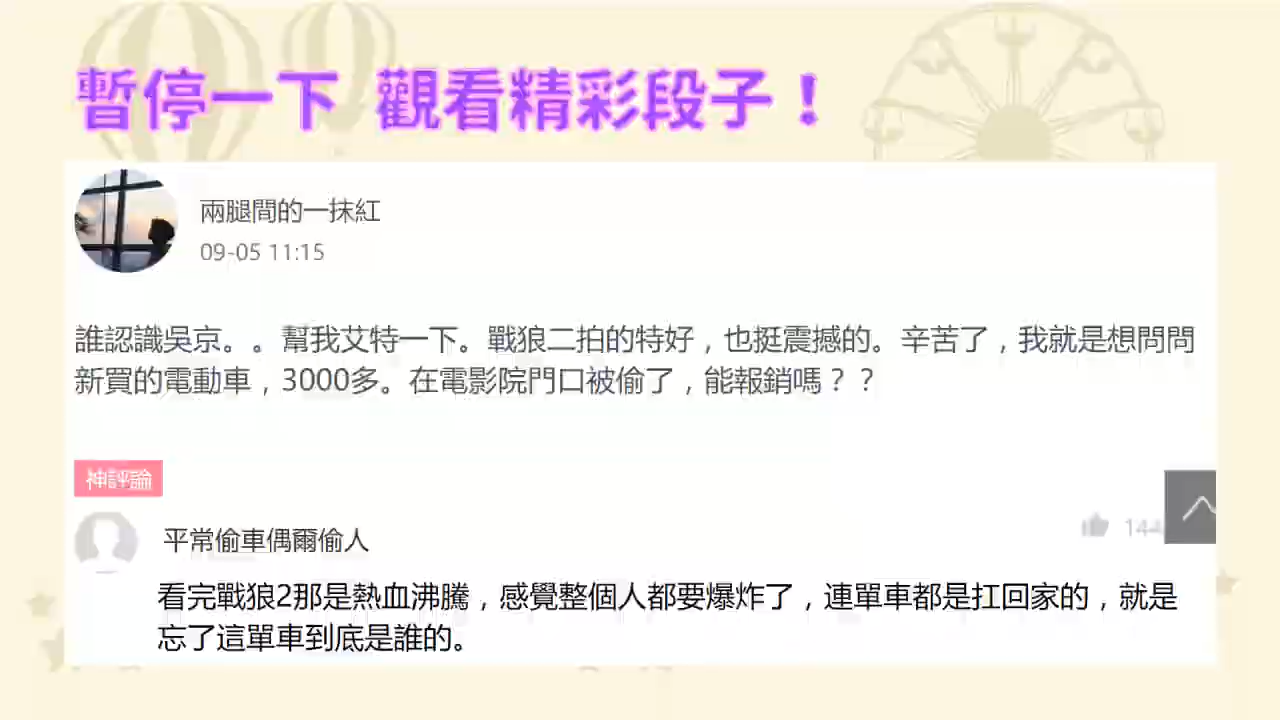 暫停一下 觀看精彩段子！
兩腿間的一抹紅
09-05 11:15
誰認識吳京。。幫我艾特一下。戰狼二拍的特好，也挺震撼的。辛苦了，我就是想問問
新買的電動車，3000多。在電影院門口被偷了，能報銷嗎？？
神評論
144
平常偷車偶爾偷人
看完戰狼2那是熱血沸騰，感覺整個人都要爆炸了，連單車都是扛回家的，就是
忘了這單車到底是誰的。